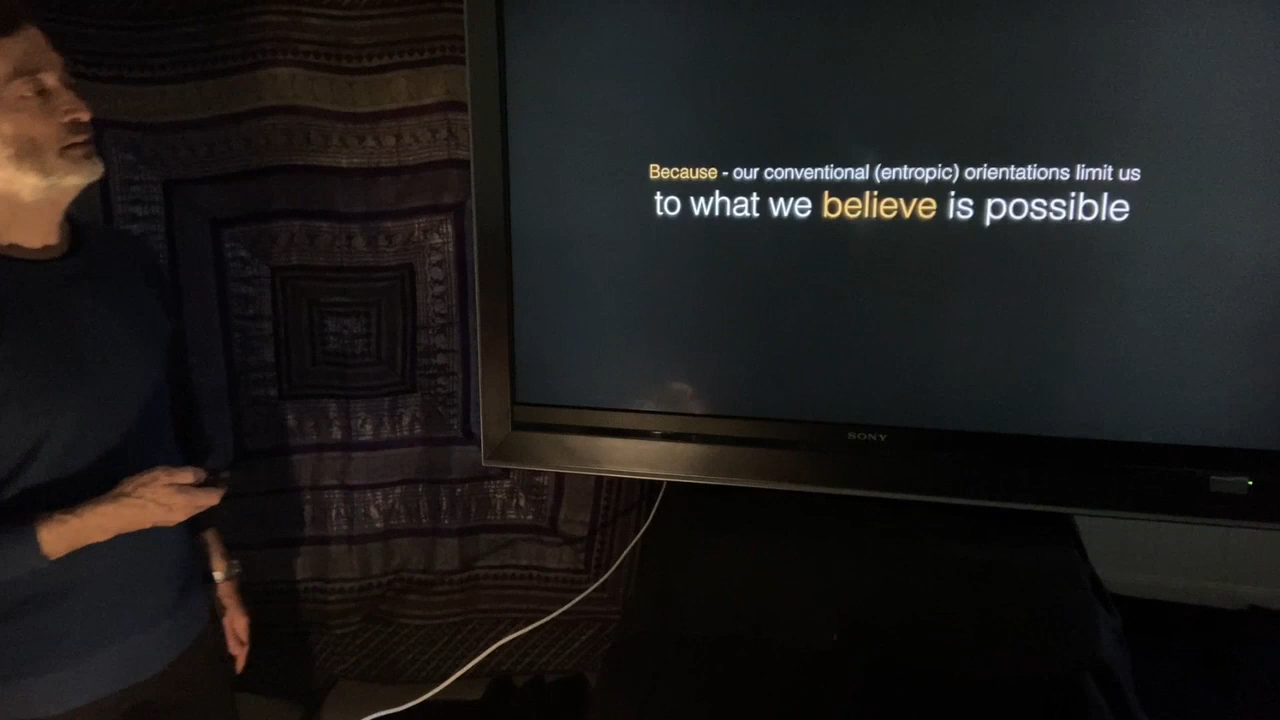 Because - our conventional (entropic) orientations limit us
to what we believe is possible
SONY